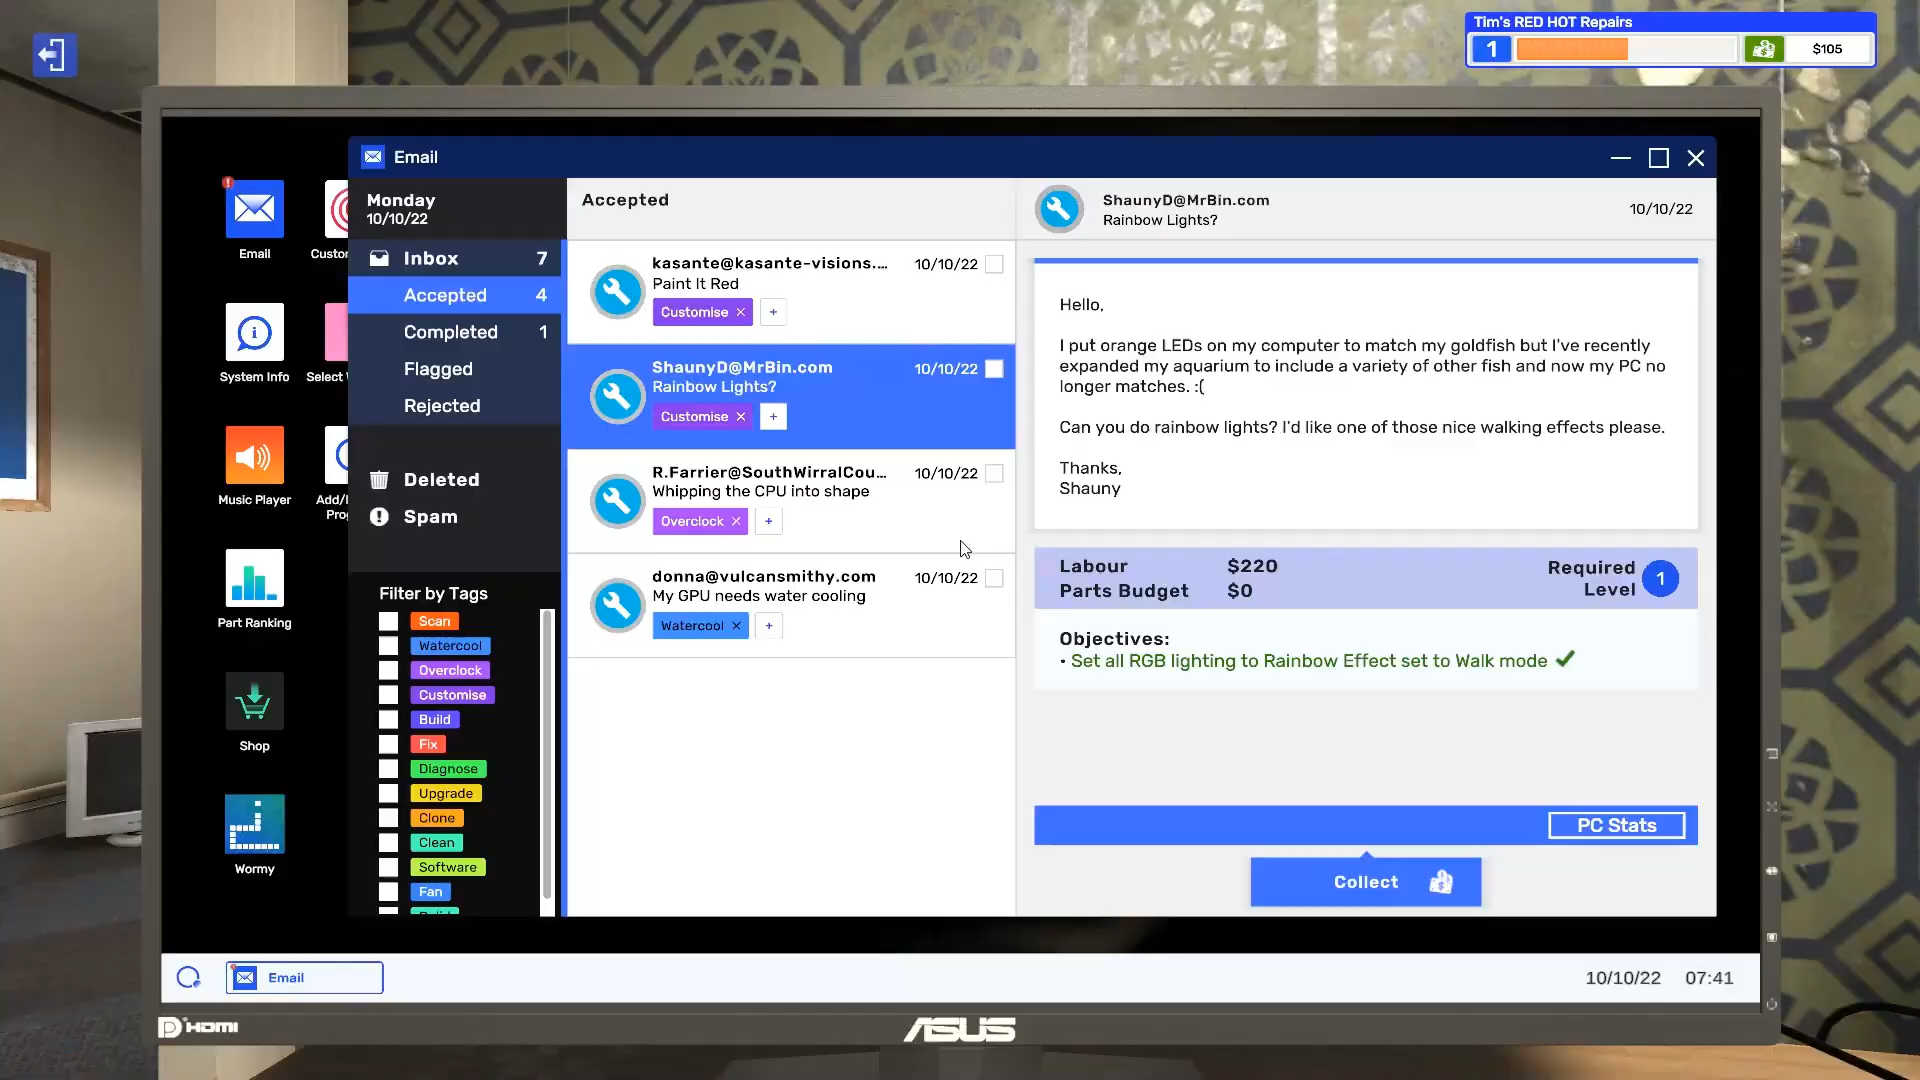 Tim's RED HOT Repairs
1
$105
Email
Monday
10/10/22
Inbox 7
Accepted 4
Completed 1
Flagged
Rejected
Deleted
Spam
Filter by Tags
Scan
Watercool
Overclock
Customise
Build
Fix
Diagnose
Upgrade
Clone
Clean
Software
Fan
Email
Custo
System Info
Select
Music Player
Add/
Prog
Part Ranking
Shop
Wormy
Accepted
kasante@kasante-visions.... 10/10/22
Paint It Red
Customise × +
ShaunyD@MrBin.com 10/10/22
Rainbow Lights?
Customise × +
R.Farrier@SouthWirralCou... 10/10/22
Whipping the CPU into shape
Overclock × +
donna@vulcansmithy.com 10/10/22
My GPU needs water cooling
Watercool × +
ShaunyD@MrBin.com
Rainbow Lights?
10/10/22
Hello,
I put orange LEDs on my computer to match my goldfish but I've recently
expanded my aquarium to include a variety of other fish and now my PC no
longer matches. :(
Can you do rainbow lights? I'd like one of those nice walking effects please.
Thanks,
Shauny
Labour $220
Parts Budget $0
Required
Level 1
Objectives:
• Set all RGB lighting to Rainbow Effect set to Walk mode ✔
PC Stats
Collect
Email
10/10/22 07:41
HDMI
ASUS